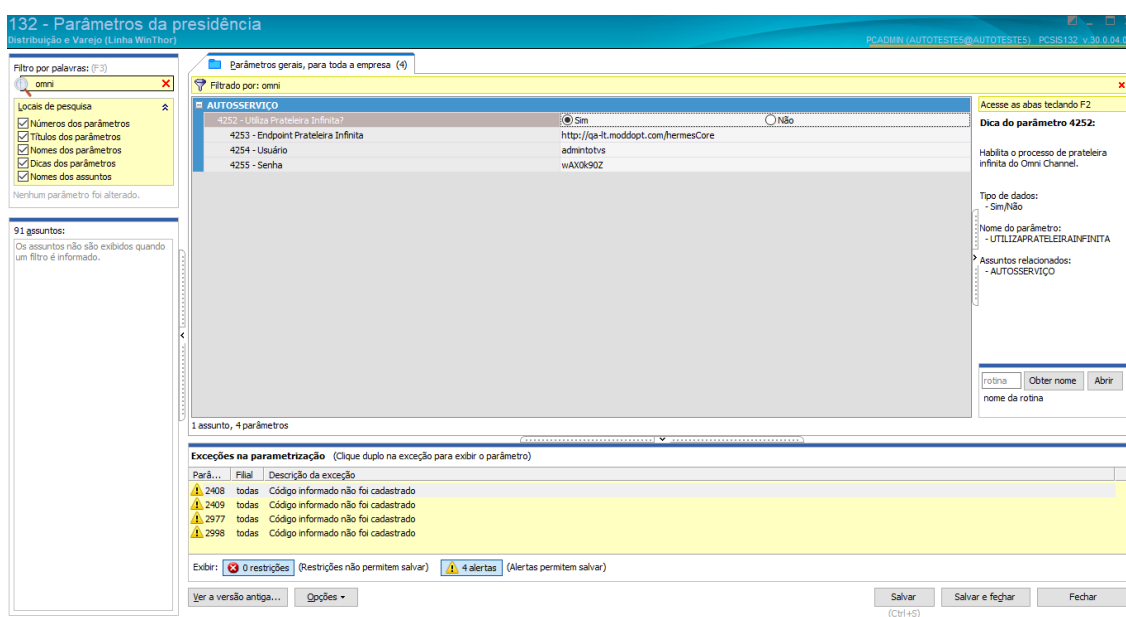 132 - Parâmetros da presidência
Distribuição e Varejo (Linha WinThor)
PCADMIN (AUTOTESTE5@AUTOTESTE5) PCSIS132 v.30.0.04.0
Filtro por palavras: (F3)
omni
Locais de pesquisa
Números dos parâmetros
Títulos dos parâmetros
Nomes dos parâmetros
Dicas dos parâmetros
Nomes dos assuntos
Nenhum parâmetro foi alterado.
91 assuntos:
Os assuntos não são exibidos quando
um filtro é informado.
Parâmetros gerais, para toda a empresa (4)
Filtrado por: omni
AUTOSSERVIÇO
4252 - Utiliza Prateleira Infinita? Sim Não
4253 - Endpoint Prateleira Infinita http://qa-lt.moddopt.com/hermesCore
4254 - Usuário admintotvs
4255 - Senha wAX0k90Z
1 assunto, 4 parâmetros
Acesse as abas teclando F2
Dica do parâmetro 4252:
Habilita o processo de prateleira
infinita do Omni Channel.
Tipo de dados:
- Sim/Não
Nome do parâmetro:
- UTILIZAPRATELEIRAINFINITA
Assuntos relacionados:
- AUTOSSERVIÇO
rotina Obter nome Abrir
nome da rotina
Exceções na parametrização (Clique duplo na exceção para exibir o parâmetro)
Parâ... Filial Descrição da exceção
2408 todas Código informado não foi cadastrado
2409 todas Código informado não foi cadastrado
2977 todas Código informado não foi cadastrado
2998 todas Código informado não foi cadastrado
Exibir: 0 restrições (Restrições não permitem salvar) 4 alertas (Alertas permitem salvar)
Ver a versão antiga... Opções Salvar Salvar e fechar Fechar
(Ctrl+S)